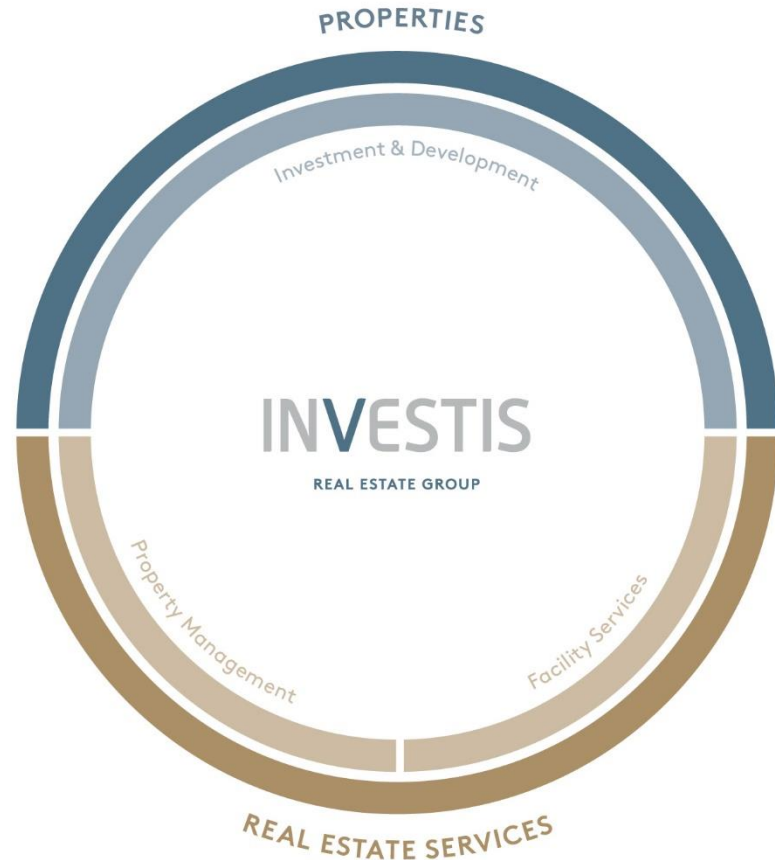 PROPERTIES
Investment & Development
INVESTIS
REAL ESTATE GROUP
Property Management
Facility Services
REAL ESTATE SERVICES